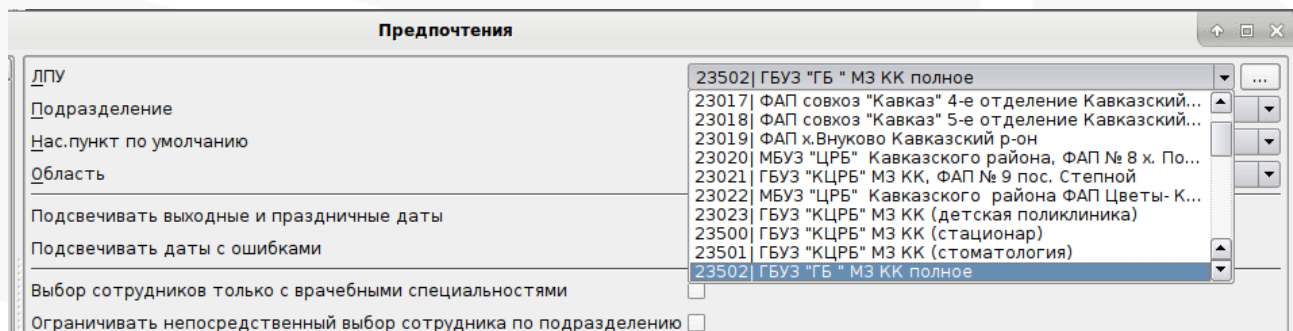 Предпочтения
ЛПУ
23502| ГБУЗ "ГБ " МЗ КК полное
...
Подразделение
Нас.пункт по умолчанию
Область
23017| ФАП совхоз "Кавказ" 4-е отделение Кавказский...
23018| ФАП совхоз "Кавказ" 5-е отделение Кавказский...
23019| ФАП х.Внуково Кавказский р-он
23020| МБУЗ "ЦРБ"  Кавказского района, ФАП № 8 х. По...
23021| ГБУЗ "КЦРБ" МЗ КК, ФАП № 9 пос. Степной
23022| МБУЗ "ЦРБ"  Кавказского  района ФАП Цветы- К...
23023| ГБУЗ "КЦРБ" МЗ КК (детская поликлиника)
23500| ГБУЗ "КЦРБ" МЗ КК (стационар)
23501| ГБУЗ "КЦРБ" МЗ КК (стоматология)
23502| ГБУЗ "ГБ " МЗ КК полное
Подсвечивать выходные и праздничные даты
Подсвечивать даты с ошибками
Выбор сотрудников только с врачебными специальностями
Ограничивать непосредственный выбор сотрудника по подразделению